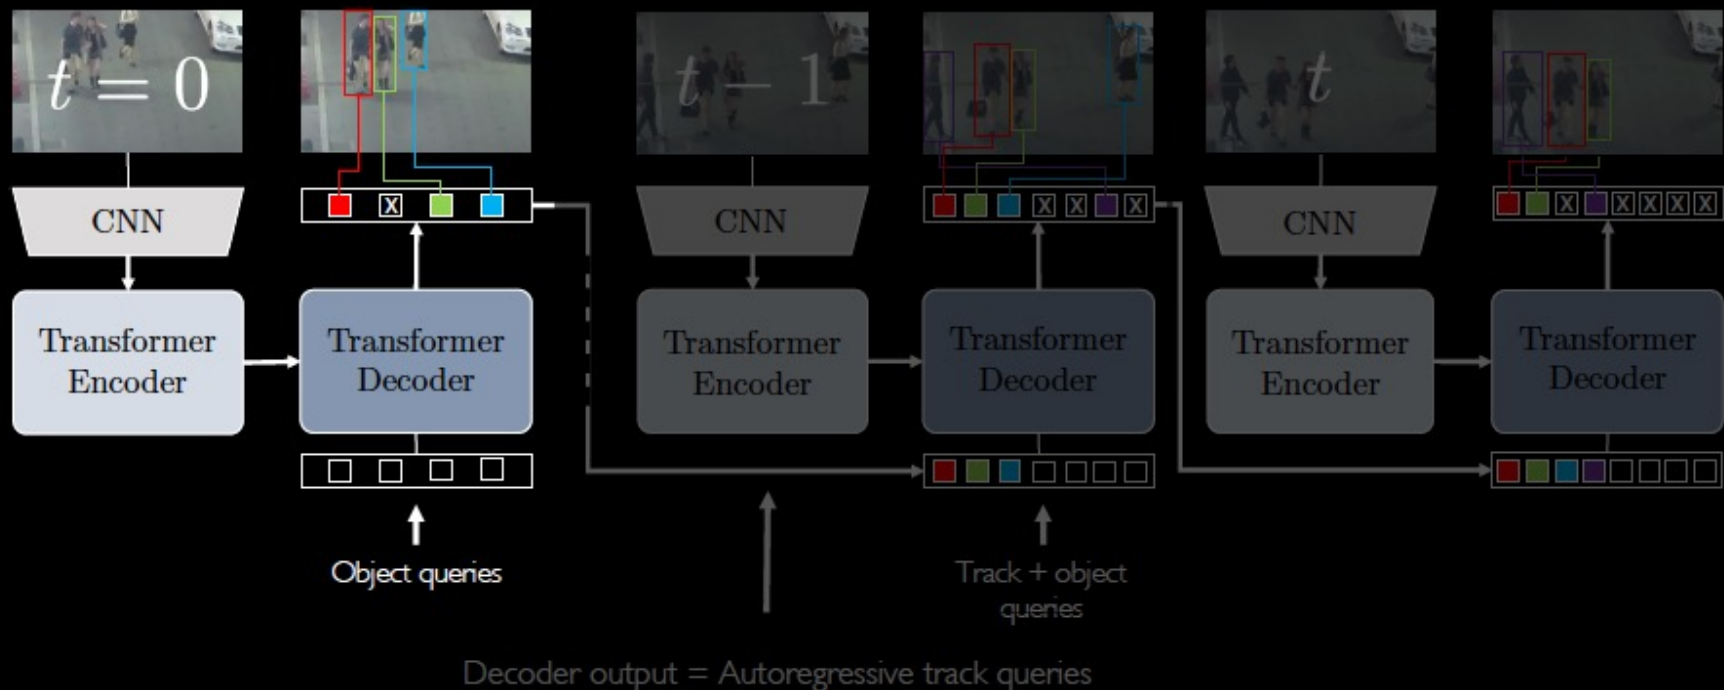 t = 0
t − 1
t
X
X X X
X X X X X
CNN
CNN
CNN
Transformer
Encoder
Transformer
Decoder
Transformer
Encoder
Transformer
Decoder
Transformer
Encoder
Transformer
Decoder
Object queries
Track + object
queries
Decoder output = Autoregressive track queries